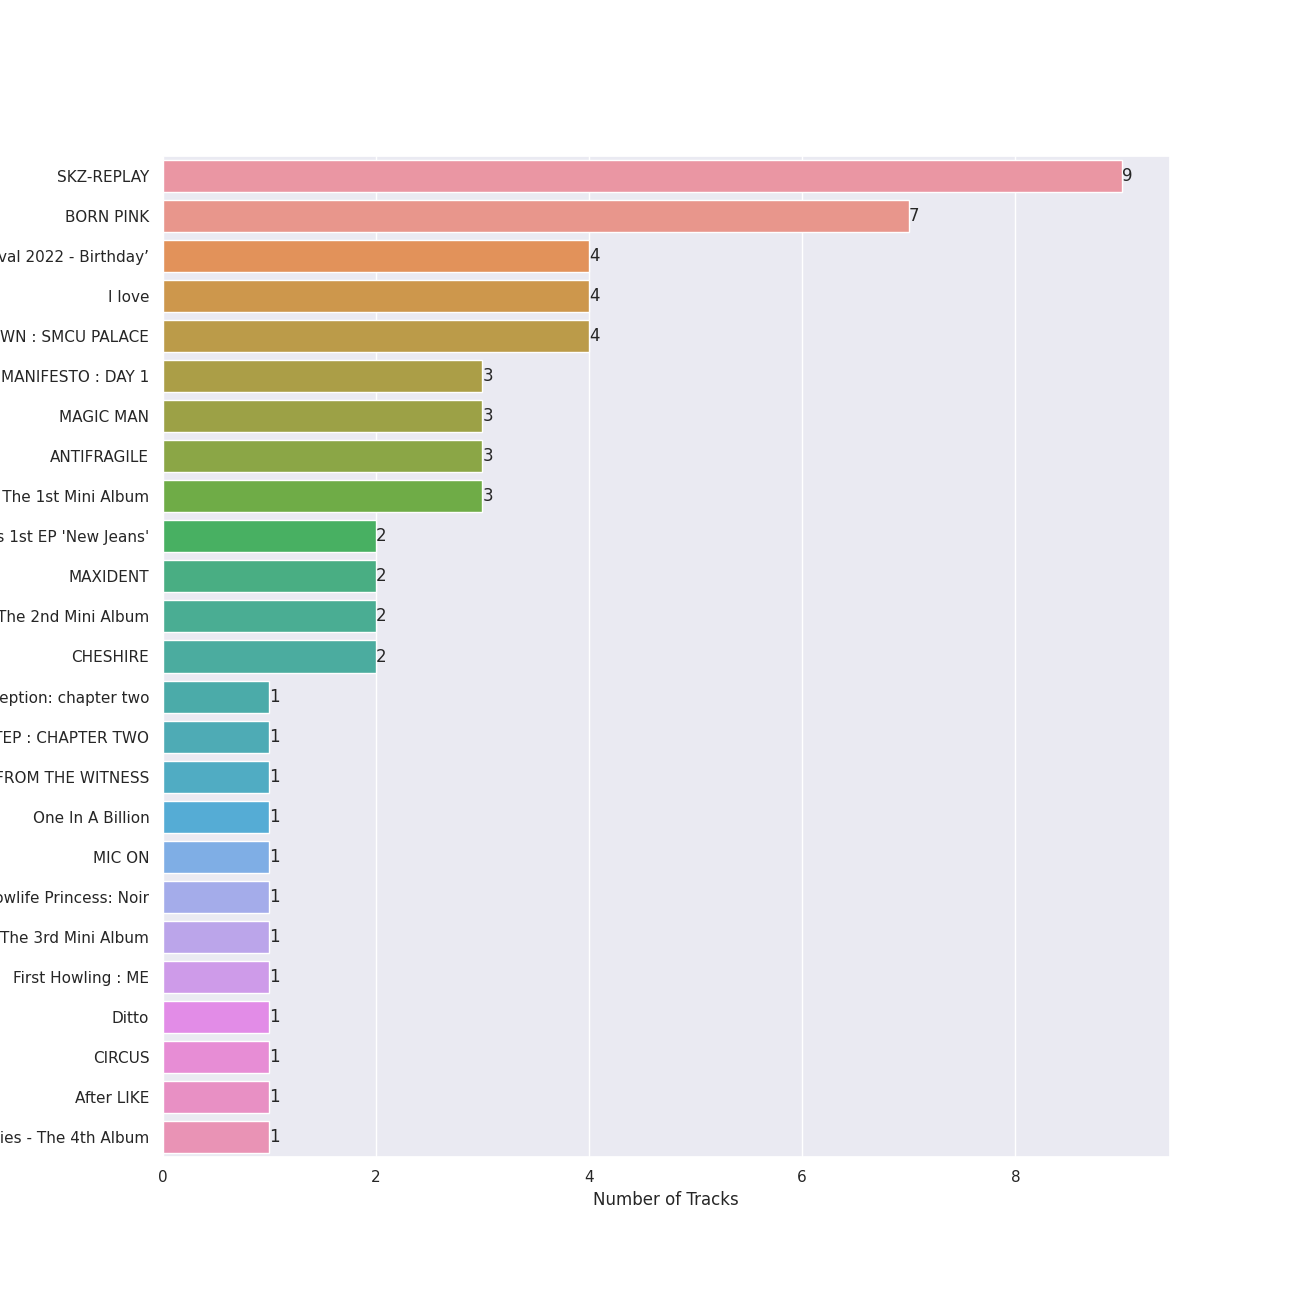 SKZ-REPLAY 9
BORN PINK 7
val 2022 - Birthday’ 4
I love 4
WN : SMCU PALACE 4
MANIFESTO : DAY 1 3
MAGIC MAN 3
ANTIFRAGILE 3
The 1st Mini Album 3
s 1st EP 'New Jeans' 2
MAXIDENT 2
The 2nd Mini Album 2
CHESHIRE 2
eption: chapter two 1
TEP : CHAPTER TWO 1
FROM THE WITNESS 1
One In A Billion 1
MIC ON 1
owlife Princess: Noir 1
The 3rd Mini Album 1
First Howling : ME 1
Ditto 1
CIRCUS 1
After LIKE 1
ies - The 4th Album 1
0 2 4 6 8
Number of Tracks